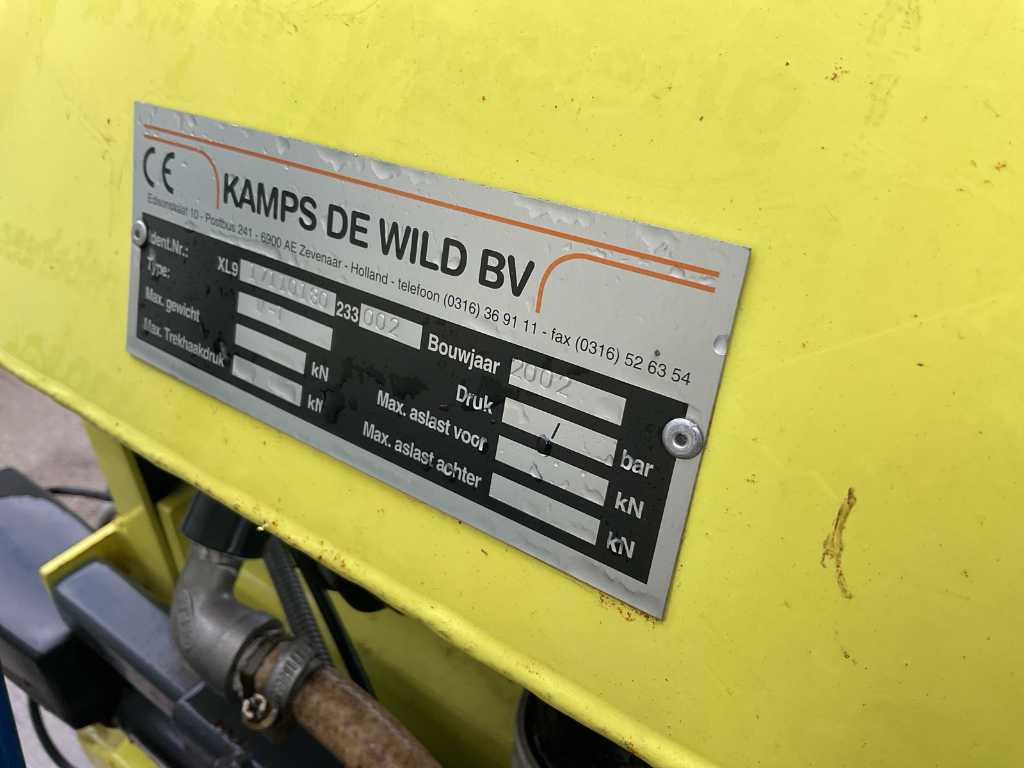 CE KAMPS DE WILD BV
Edisonstraat 10 - Postbus 241 - 6900 AE Zevenaar - Holland - telefoon (0316) 36 91 11 - fax (0316) 52 63 54
Ident.Nr.: XL9 233 002 Bouwjaar 2002
Type: Druk / bar
Max. gewicht kN Max. aslast voor kN
Max. Trekhaakdruk kN Max. aslast achter kN